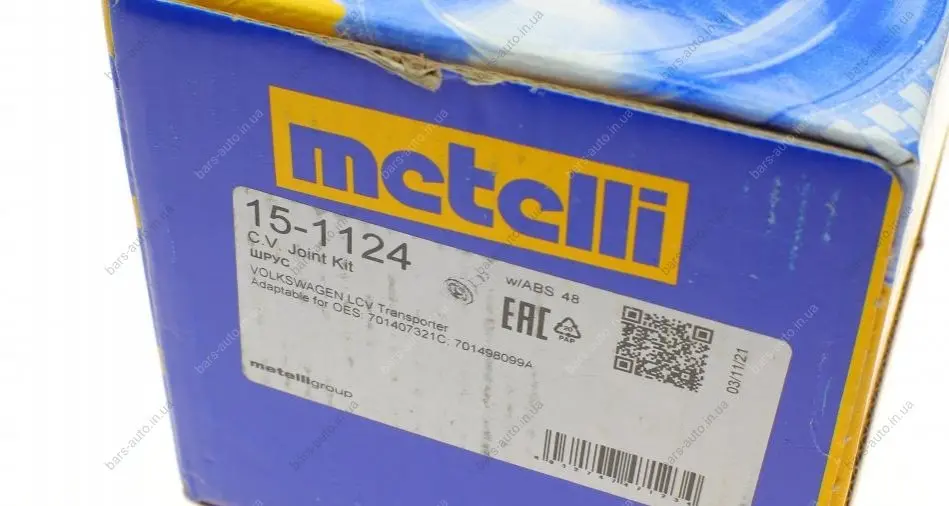 metelli
15-1124
C.V. Joint Kit
ШРУС
w/ABS 48
VOLKSWAGEN LCV Transporter
Adaptable for OES: 701407321C, 701498099A
EAC
20
PAP
03/11/21
metelligroup
bars-auto.in.ua